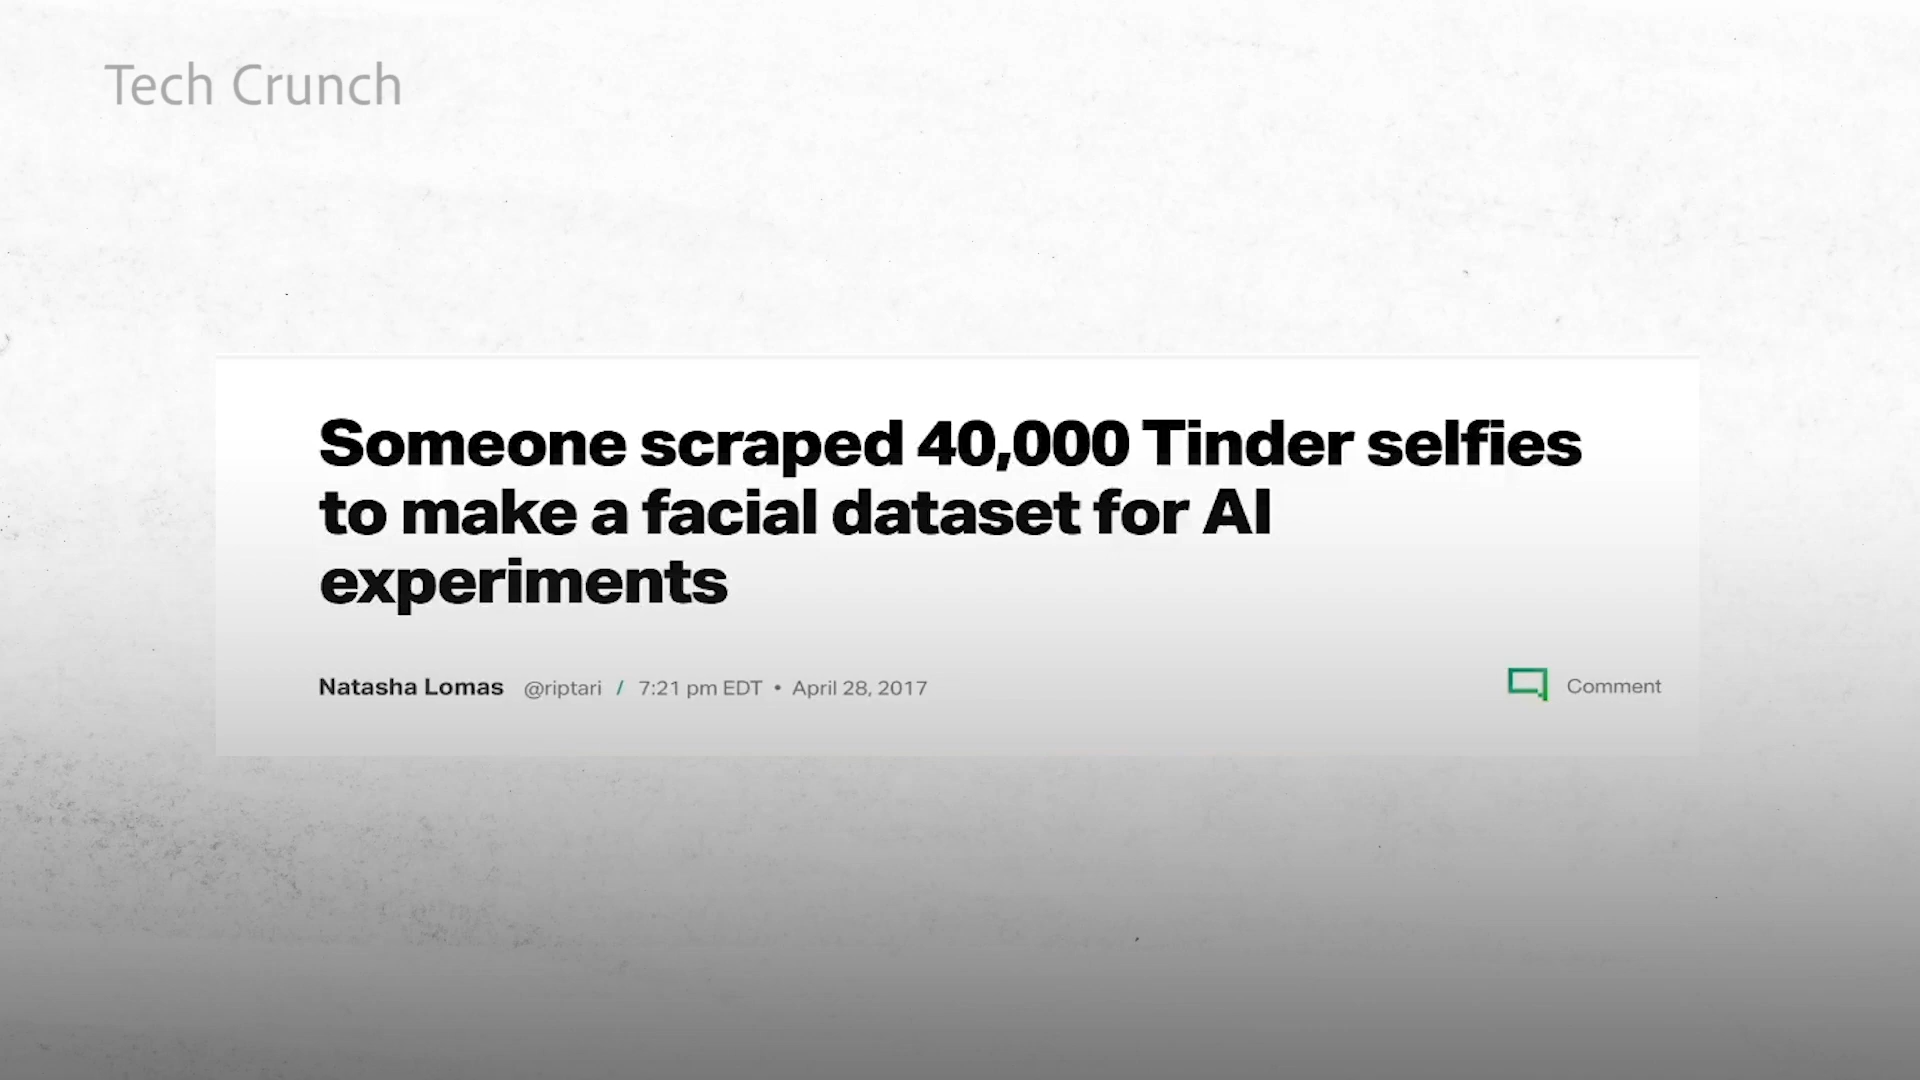 Tech Crunch
Someone scraped 40,000 Tinder selfies
to make a facial dataset for AI
experiments
Natasha Lomas @riptari / 7:21 pm EDT • April 28, 2017
Comment